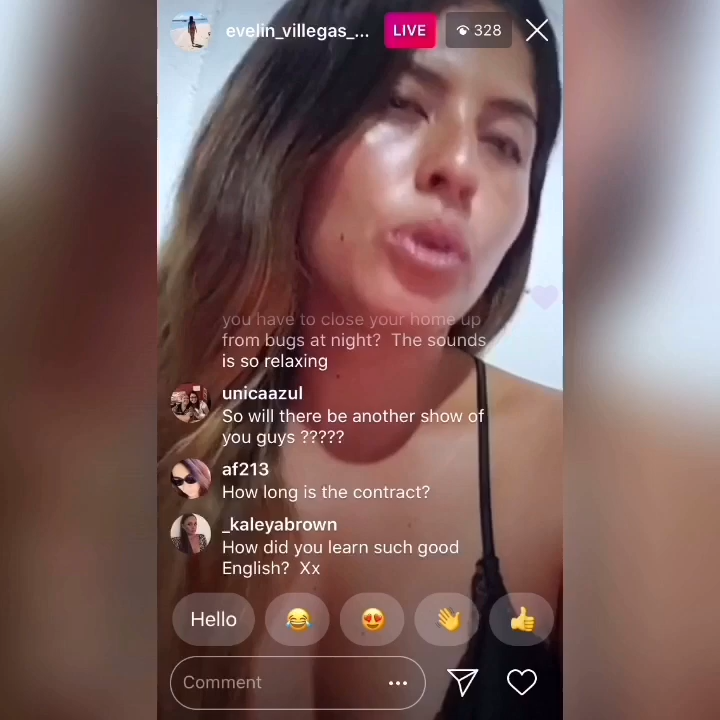 evelin_villegas_... LIVE 328
you have to close your home up
from bugs at night? The sounds
is so relaxing
unicaazul
So will there be another show of
you guys ?????
af213
How long is the contract?
_kaleyabrown
How did you learn such good
English? Xx
Hello
Comment